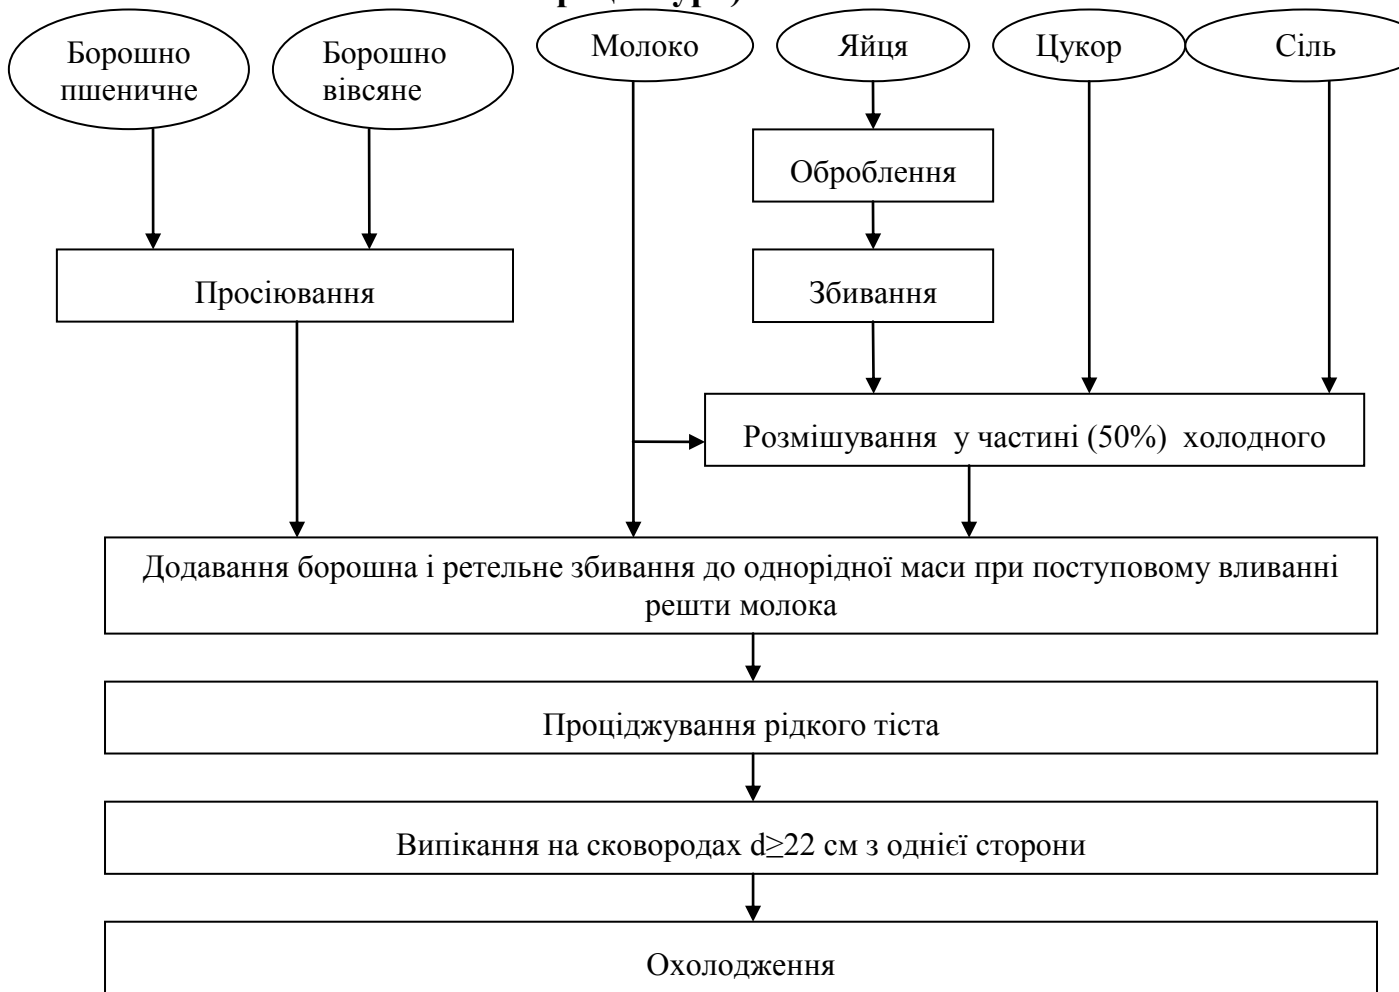 Борошно
пшеничне
Борошно
вівсяне
Молоко
Яйця
Цукор
Сіль
Оброблення
Просіювання
Збивання
Розмішування у частині (50%) холодного
Додавання борошна і ретельне збивання до однорідної маси при поступовому вливанні
решти молока
Проціджування рідкого тіста
Випікання на сковородах d≥22 см з однієї сторони
Охолодження